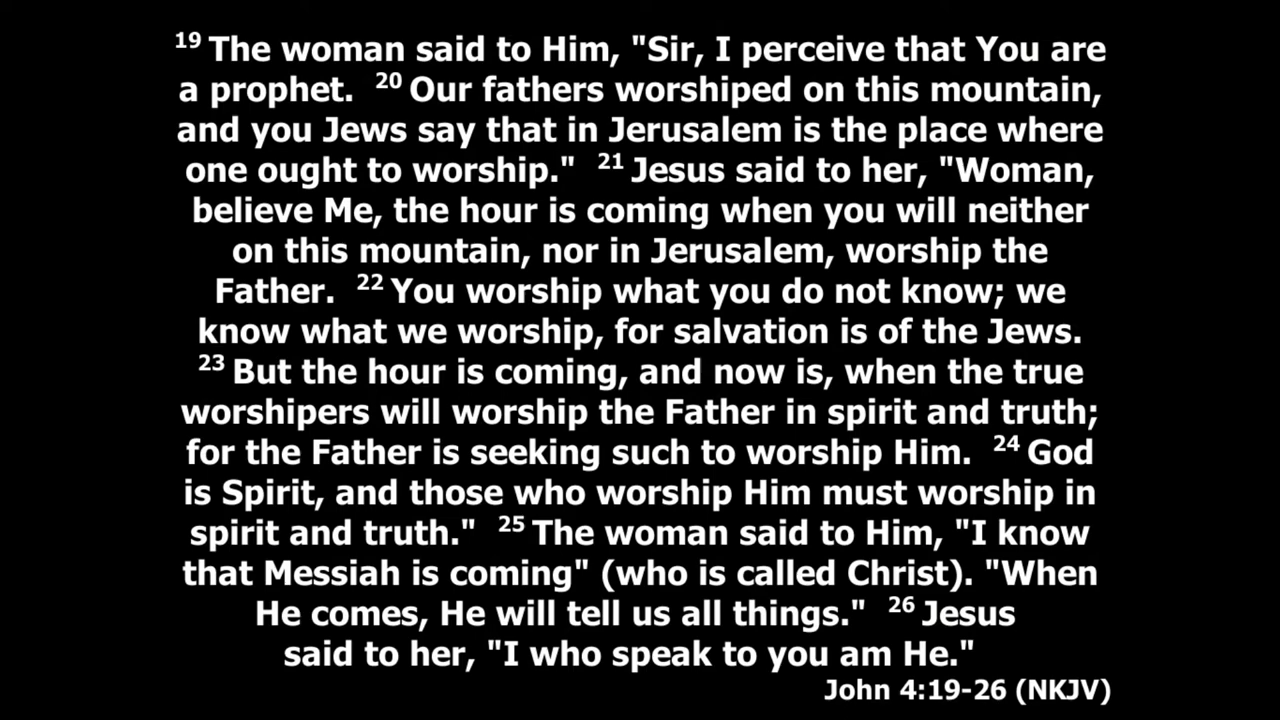 19 The woman said to Him, "Sir, I perceive that You are
a prophet. 20 Our fathers worshiped on this mountain,
and you Jews say that in Jerusalem is the place where
one ought to worship." 21 Jesus said to her, "Woman,
believe Me, the hour is coming when you will neither
on this mountain, nor in Jerusalem, worship the
Father. 22 You worship what you do not know; we
know what we worship, for salvation is of the Jews.
23 But the hour is coming, and now is, when the true
worshipers will worship the Father in spirit and truth;
for the Father is seeking such to worship Him. 24 God
is Spirit, and those who worship Him must worship in
spirit and truth." 25 The woman said to Him, "I know
that Messiah is coming" (who is called Christ). "When
He comes, He will tell us all things." 26 Jesus
said to her, "I who speak to you am He."
John 4:19-26 (NKJV)